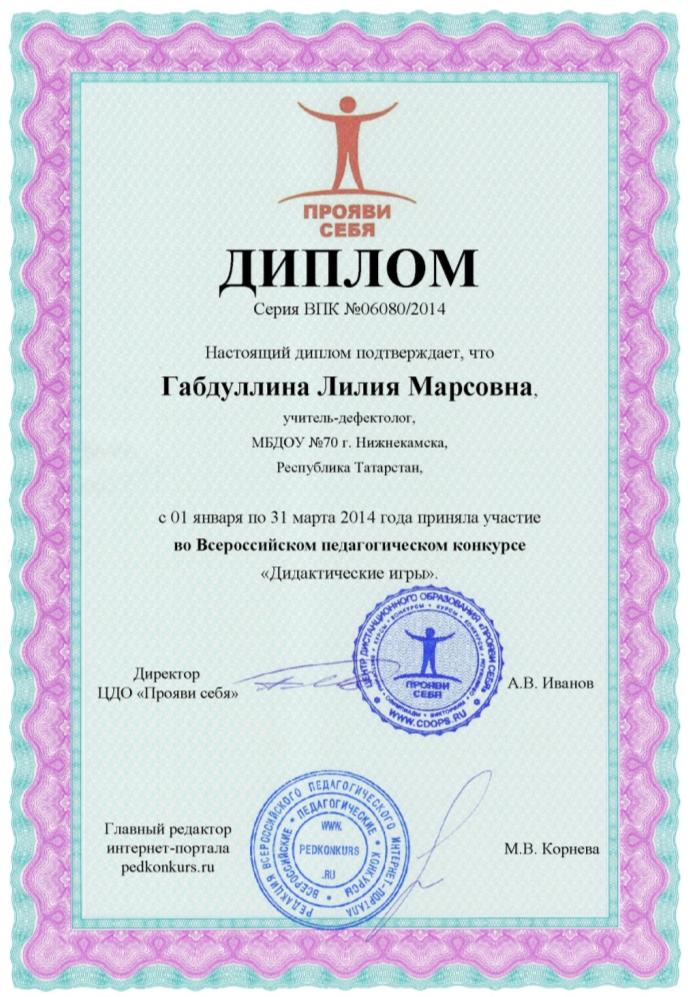 ПРОЯВИ
СЕБЯ
ДИПЛОМ
Серия ВПК №06080/2014
Настоящий диплом подтверждает, что
Габдуллина Лилия Марсовна,
учитель-дефектолог,
МБДОУ №70 г. Нижнекамска,
Республика Татарстан,
с 01 января по 31 марта 2014 года приняла участие
во Всероссийском педагогическом конкурсе
«Дидактические игры».
Директор
ЦДО «Прояви себя»
ЦЕНТР ДИСТАНЦИОННОГО ОБРАЗОВАНИЯ «ПРОЯВИ СЕБЯ»
ПРОЯВИ
СЕБЯ
WWW.CDOPS.RU
А.В. Иванов
Главный редактор
интернет-портала
pedkonkurs.ru
РЕДАКЦИЯ ВСЕРОССИЙСКОГО ПЕДАГОГИЧЕСКОГО ИНТЕРНЕТ-ПОРТАЛА
ВСЕРОССИЙСКИЕ • ПЕДАГОГИЧЕСКИЕ • КОНКУРСЫ
WWW.
PEDKONKURS
.RU
М.В. Корнева